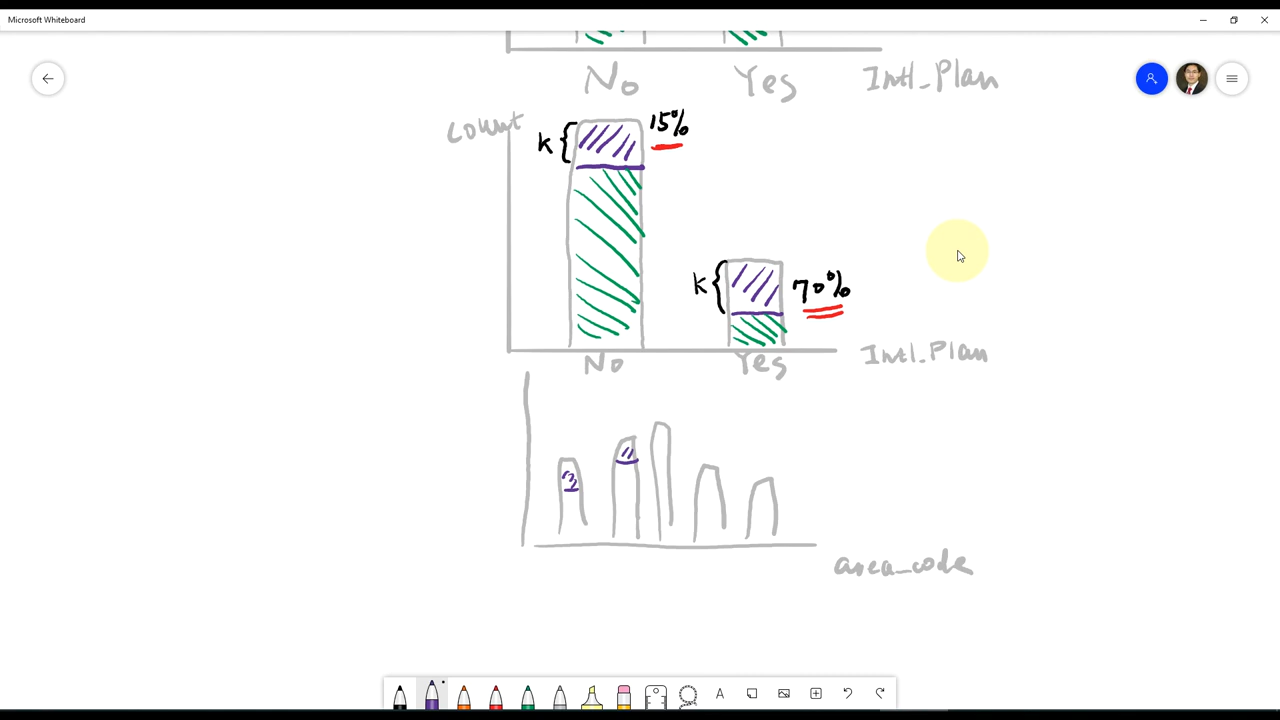 Microsoft Whiteboard
No Yes Intl_Plan
count
K 15%
K 70%
No Yes Intl_Plan
area_code
A